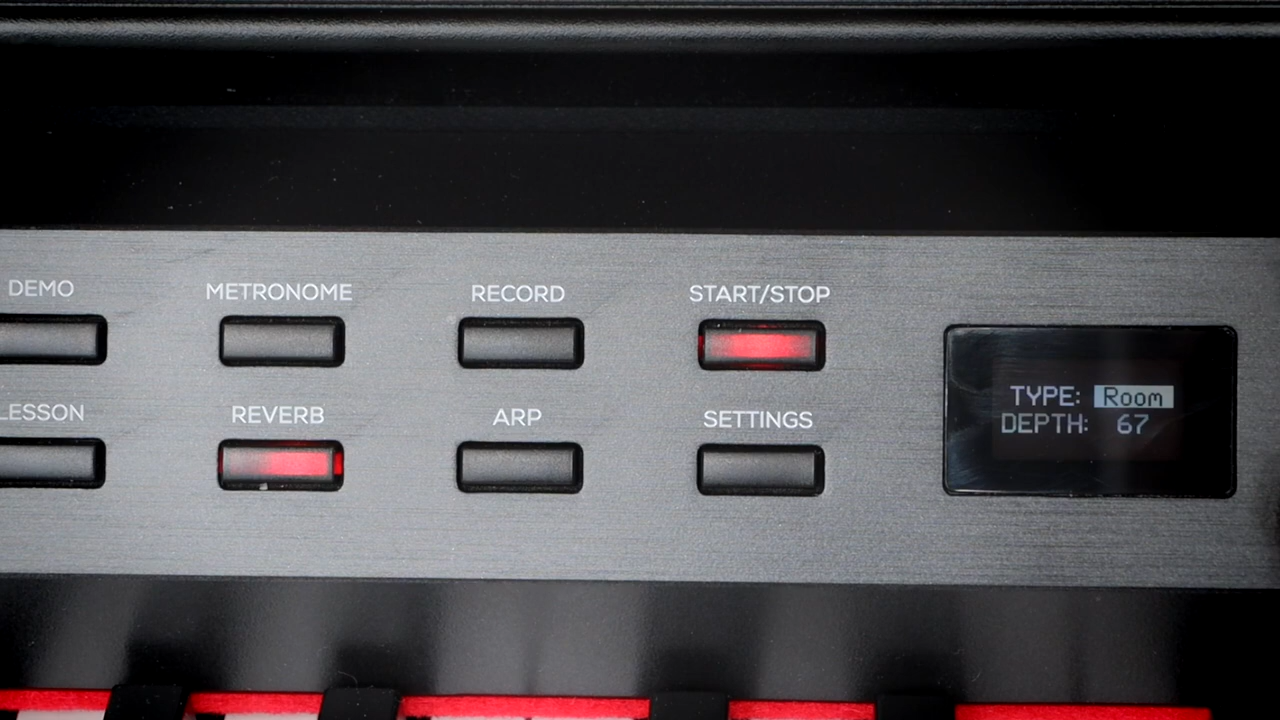 DEMO
METRONOME
RECORD
START/STOP
LESSON
REVERB
ARP
SETTINGS
TYPE: Room
DEPTH: 67